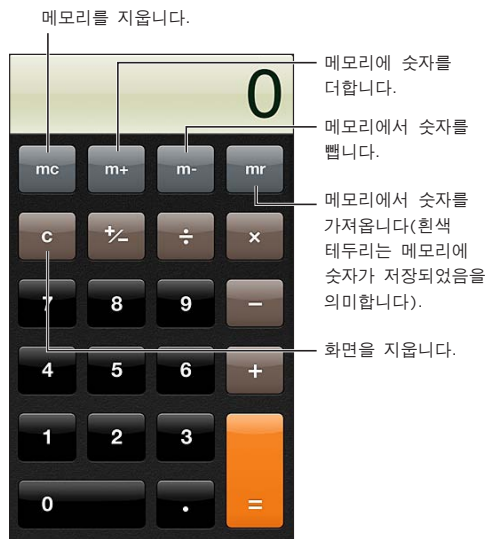 메모리를 지웁니다.
0
메모리에 숫자를
더합니다.
메모리에서 숫자를
뺍니다.
mc m+ m- mr
메모리에서 숫자를
가져옵니다(흰색
테두리는 메모리에
숫자가 저장되었음을
의미합니다).
c +/− ÷ ×
7 8 9 −
화면을 지웁니다.
4 5 6 +
1 2 3
0 . =